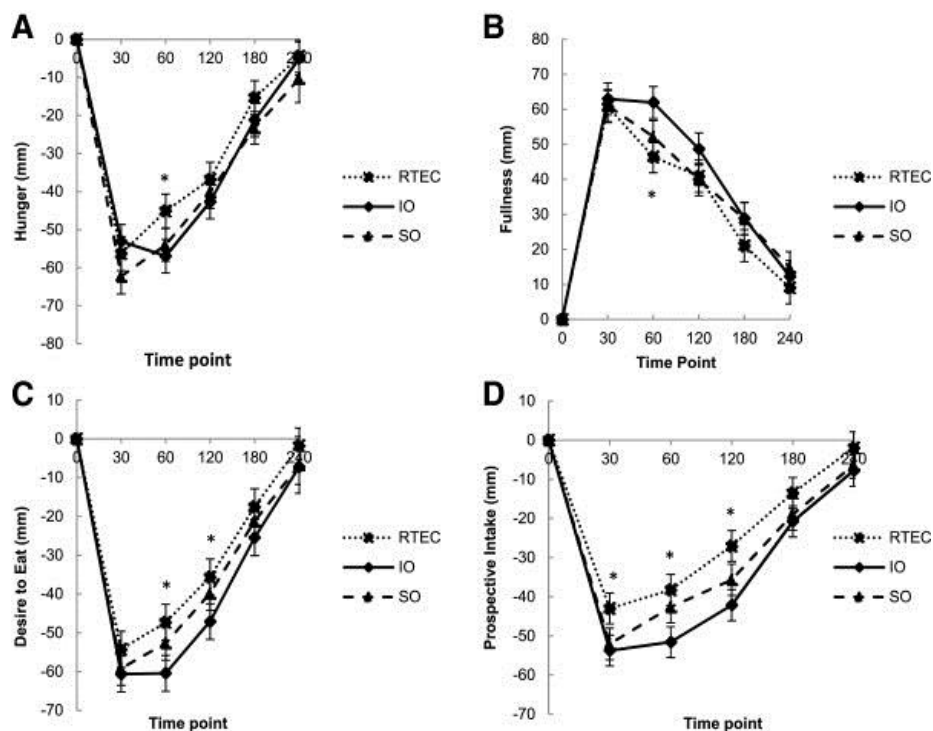 A
0
0
30
60
120
180
240
-10
-20
-30
-40
-50
-60
-70
-80
*
Hunger (mm)
Time point
RTEC
IO
SO
B
80
70
60
50
40
30
20
10
0
*
Fullness (mm)
0
30
60
120
180
240
Time Point
RTEC
IO
SO
C
10
0
-10
-20
-30
-40
-50
-60
-70
0
30
60
120
180
240
*
*
Desire to Eat (mm)
Time point
RTEC
IO
SO
D
10
0
-10
-20
-30
-40
-50
-60
-70
0
30
60
120
180
240
*
*
*
Prospective Intake (mm)
Time point
RTEC
IO
SO